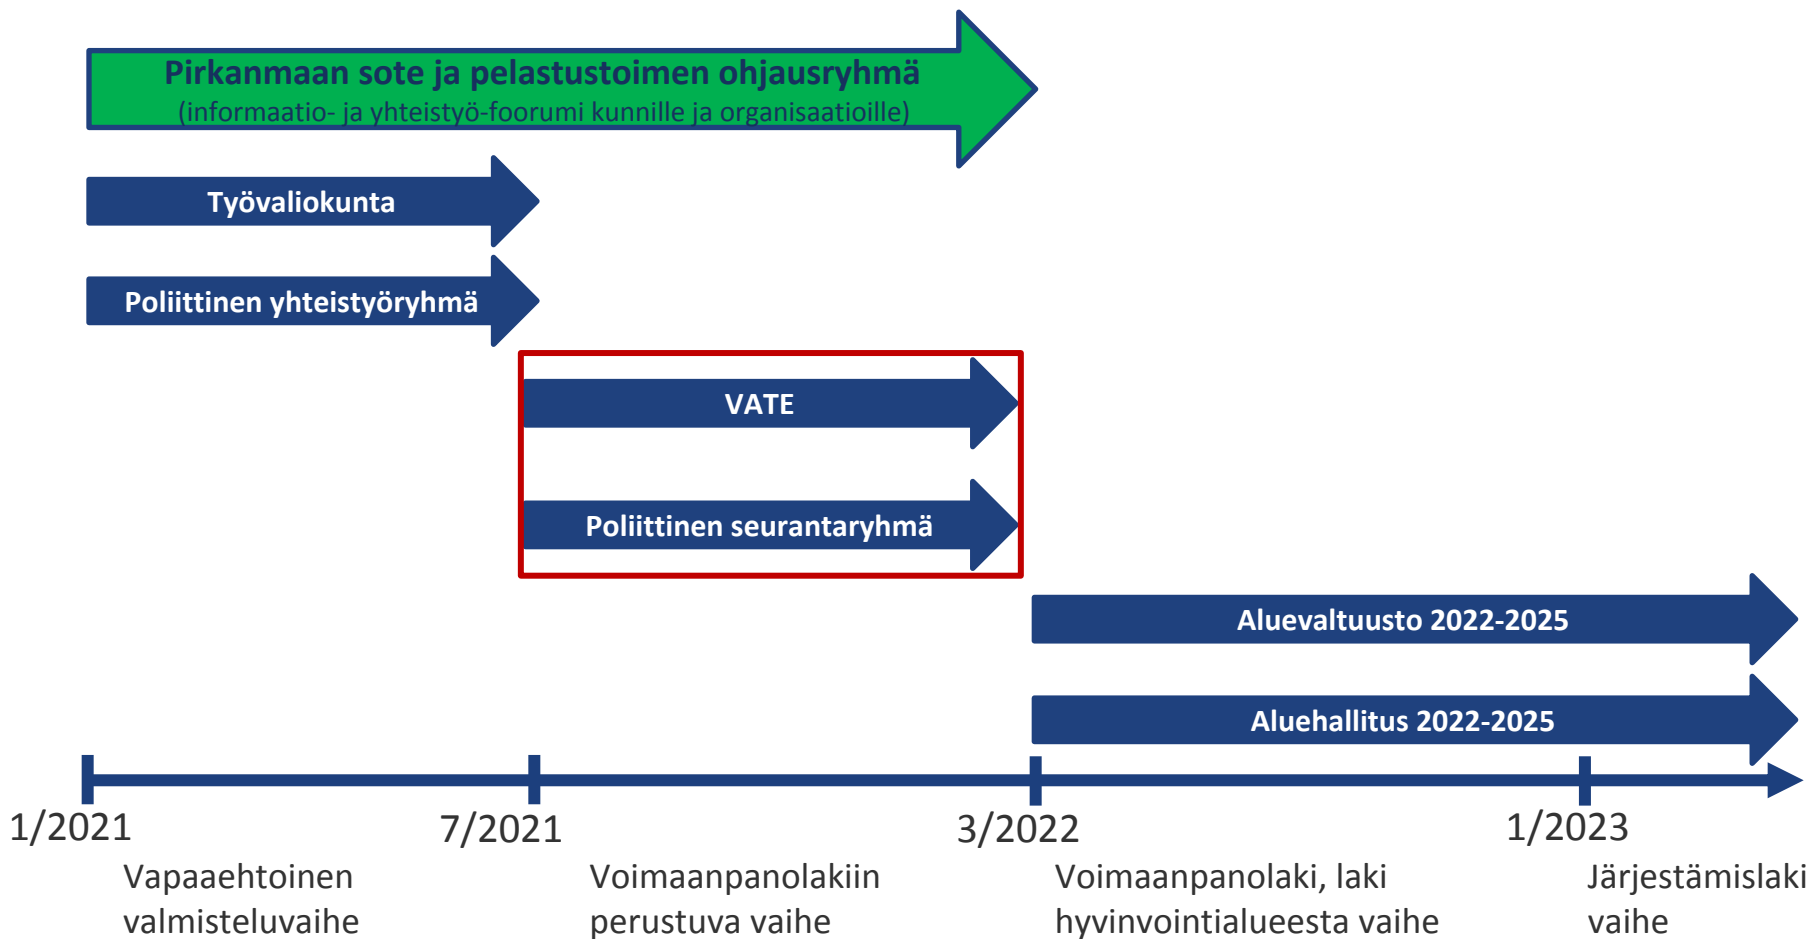 Pirkanmaan sote ja pelastustoimen ohjausryhmä
(informaatio- ja yhteistyö-foorumi kunnille ja organisaatioille)
Työvaliokunta
Poliittinen yhteistyöryhmä
VATE
Poliittinen seurantaryhmä
Aluevaltuusto 2022-2025
Aluehallitus 2022-2025
1/2021
7/2021
3/2022
1/2023
Vapaaehtoinen
valmisteluvaihe
Voimaanpanolakiin
perustuva vaihe
Voimaanpanolaki, laki
hyvinvointialueesta vaihe
Järjestämislaki
vaihe